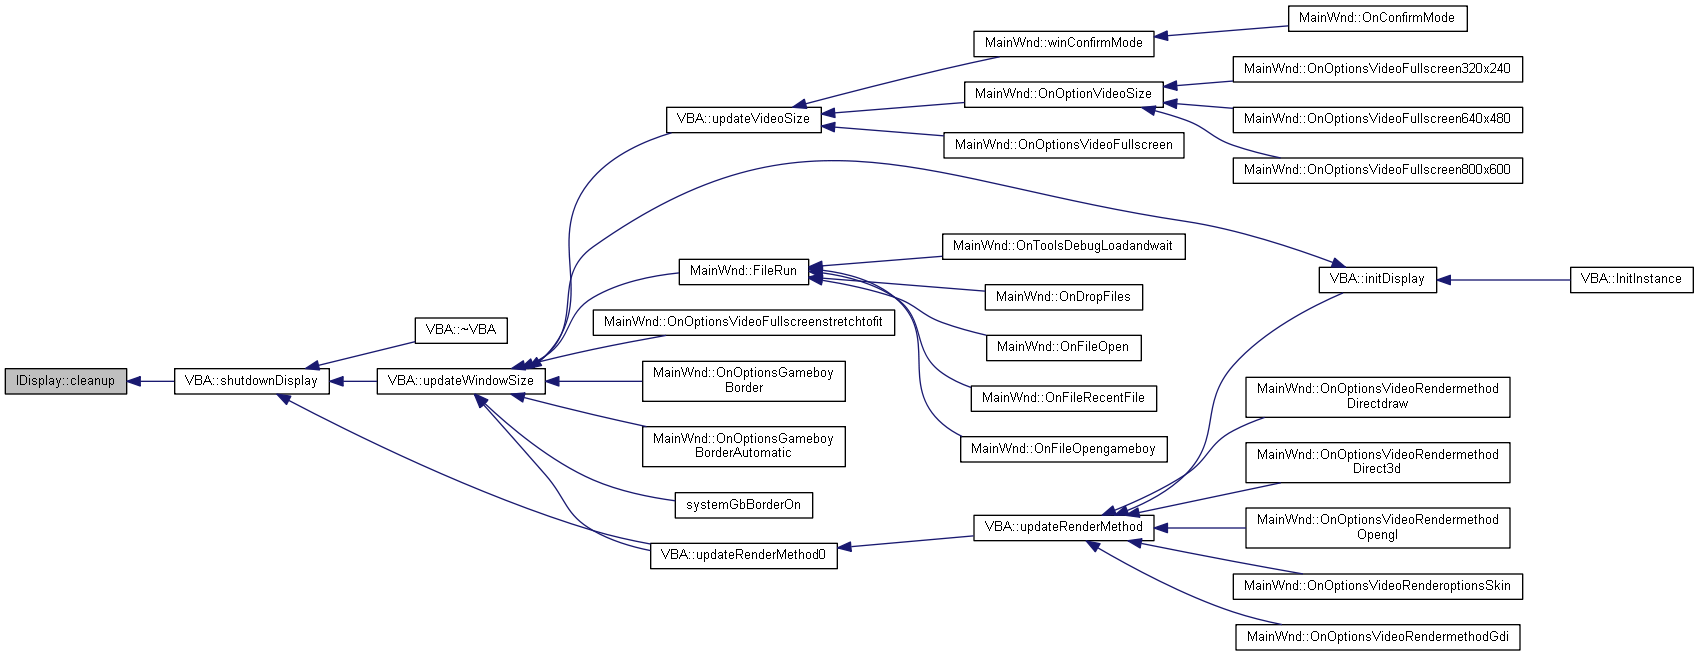 MainWnd::OnConfirmMode
MainWnd::winConfirmMode
MainWnd::OnOptionsVideoFullscreen320x240
MainWnd::OnOptionVideoSize
VBA::updateVideoSize
MainWnd::OnOptionsVideoFullscreen640x480
MainWnd::OnOptionsVideoFullscreen
MainWnd::OnOptionsVideoFullscreen800x600
MainWnd::OnToolsDebugLoadandwait
MainWnd::FileRun
VBA::initDisplay
VBA::InitInstance
MainWnd::OnDropFiles
MainWnd::OnOptionsVideoFullscreenstretchtofit
VBA::~VBA
MainWnd::OnFileOpen
IDisplay::cleanup
VBA::shutdownDisplay
VBA::updateWindowSize
MainWnd::OnOptionsGameboy
Border
MainWnd::OnFileRecentFile
MainWnd::OnOptionsVideoRendermethod
Directdraw
MainWnd::OnOptionsGameboy
BorderAutomatic
MainWnd::OnFileOpengameboy
MainWnd::OnOptionsVideoRendermethod
Direct3d
systemGbBorderOn
VBA::updateRenderMethod
MainWnd::OnOptionsVideoRendermethod
Opengl
VBA::updateRenderMethod0
MainWnd::OnOptionsVideoRenderoptionsSkin
MainWnd::OnOptionsVideoRendermethodGdi